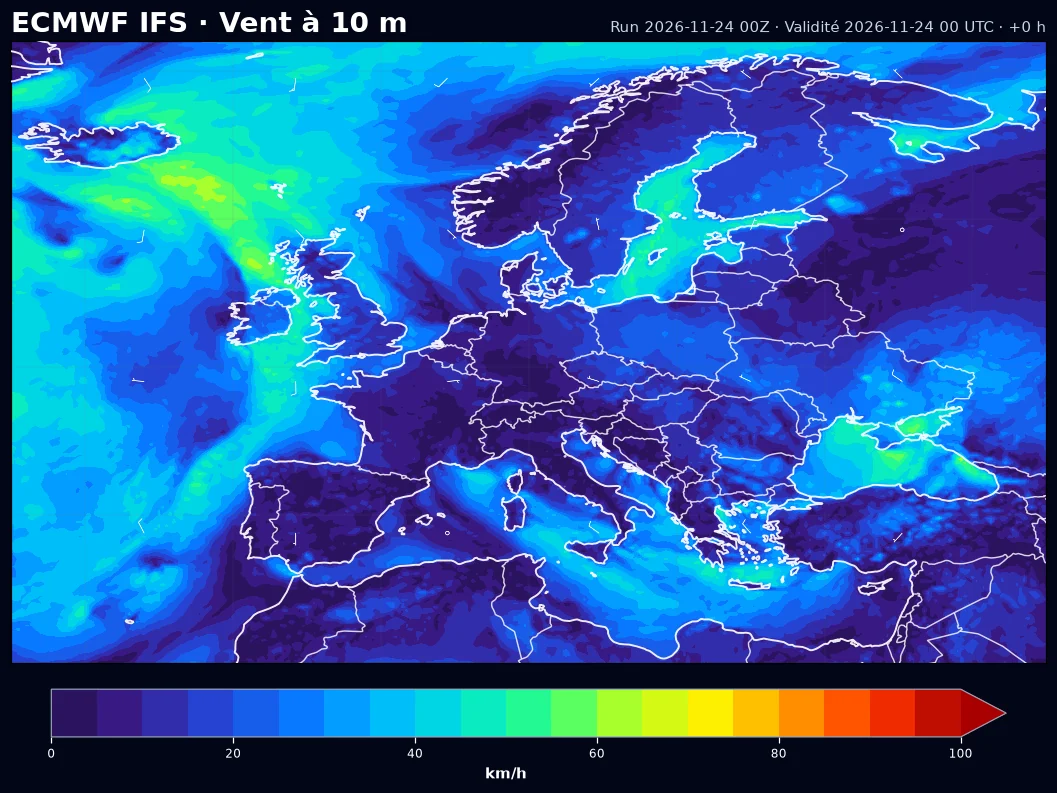 ECMWF IFS · Vent à 10 m
Run 2026-11-24 00Z · Validité 2026-11-24 00 UTC · +0 h
0 20 40 60 80 100
km/h